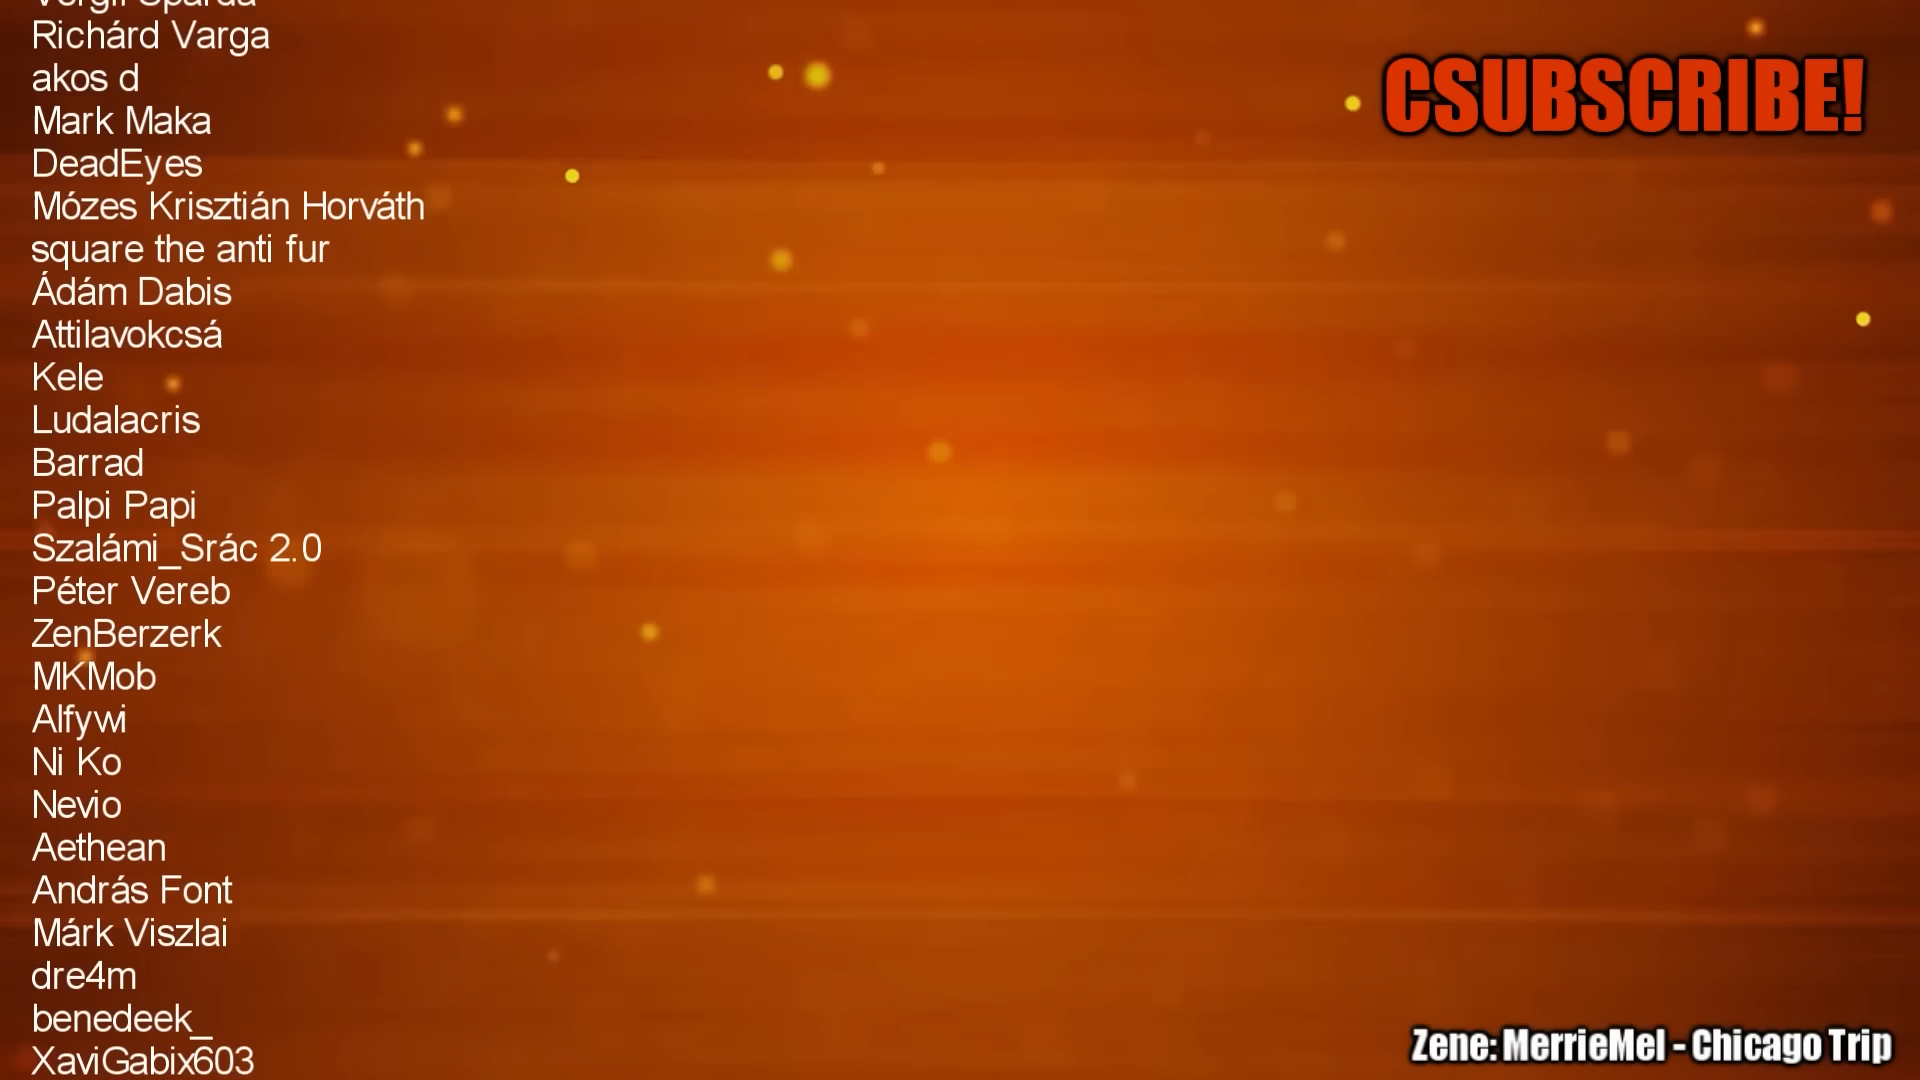 Vergil Sparda
Richárd Varga
akos d
Mark Maka
DeadEyes
Mózes Krisztián Horváth
square the anti fur
Ádám Dabis
Attilavokcsá
Kele
Ludalacris
Barrad
Palpi Papi
Szalámi_Srác 2.0
Péter Vereb
ZenBerzerk
MKMob
Alfywi
Ni Ko
Nevio
Aethean
András Font
Márk Viszlai
dre4m
benedeek_
XaviGabix603
CSUBSCRIBE!
Zene: MerrieMel - Chicago Trip